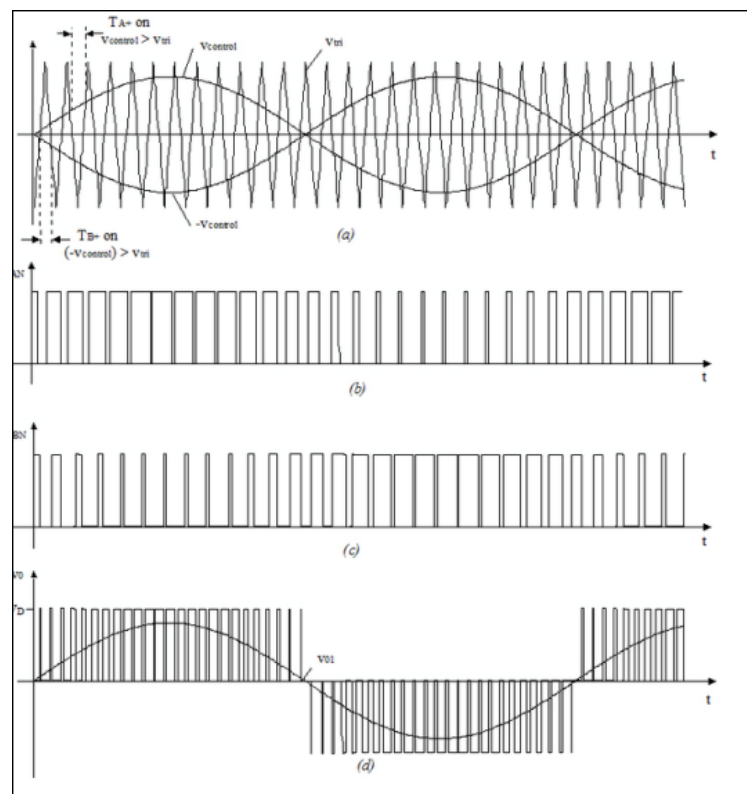 TA+ on
vcontrol > vtri
vcontrol
vtri
t
-vcontrol
TB+ on
(-vcontrol) > vtri
(a)
AN
t
(b)
BN
t
(c)
v0
VD
v01
t
(d)